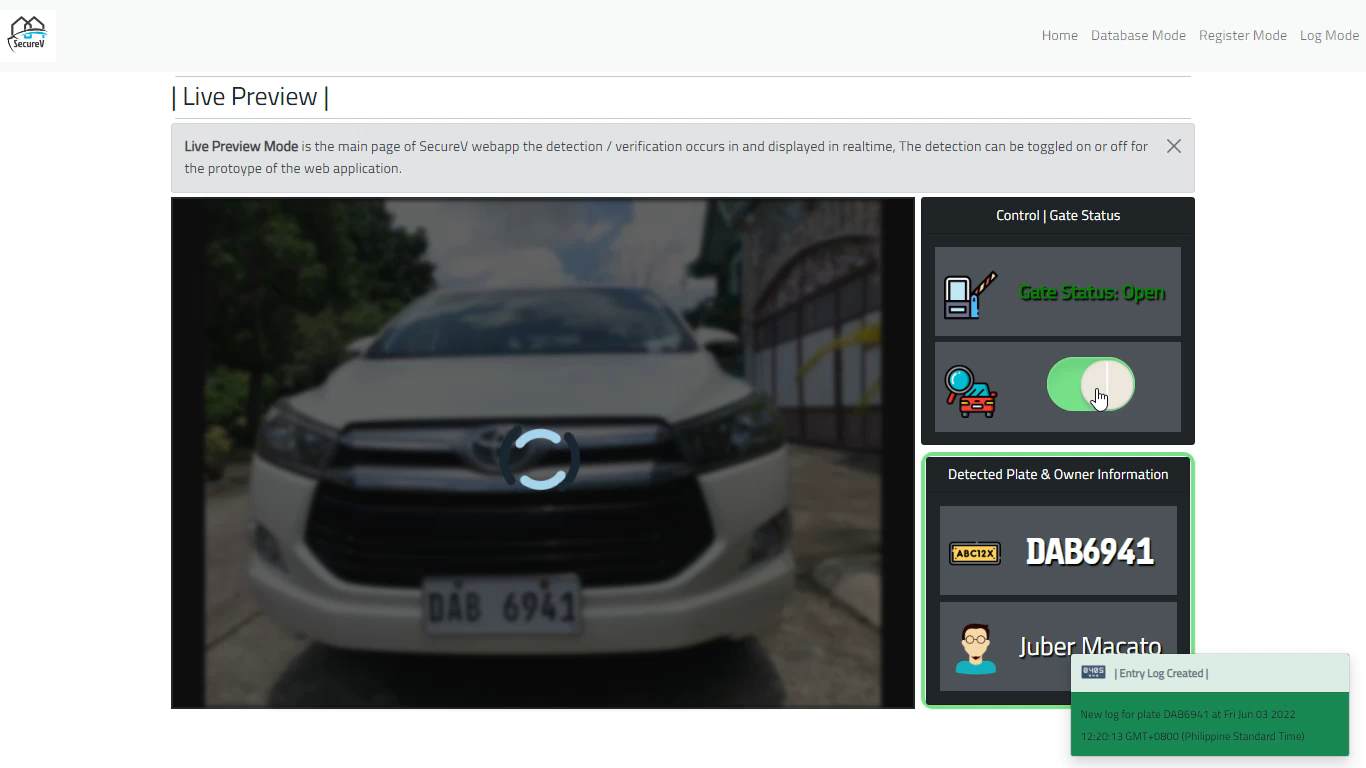 SecureV
Home Database Mode Register Mode Log Mode
| Live Preview |
Live Preview Mode is the main page of SecureV webapp the detection / verification occurs in and displayed in realtime, The detection can be toggled on or off for
the protoype of the web application.
Control | Gate Status
Gate Status: Open
Detected Plate & Owner Information
ABC12X
DAB6941
Juber Macato
DAB 6941
| Entry Log Created |
New log for plate DAB6941 at Fri Jun 03 2022
12:20:13 GMT+0800 (Philippine Standard Time)